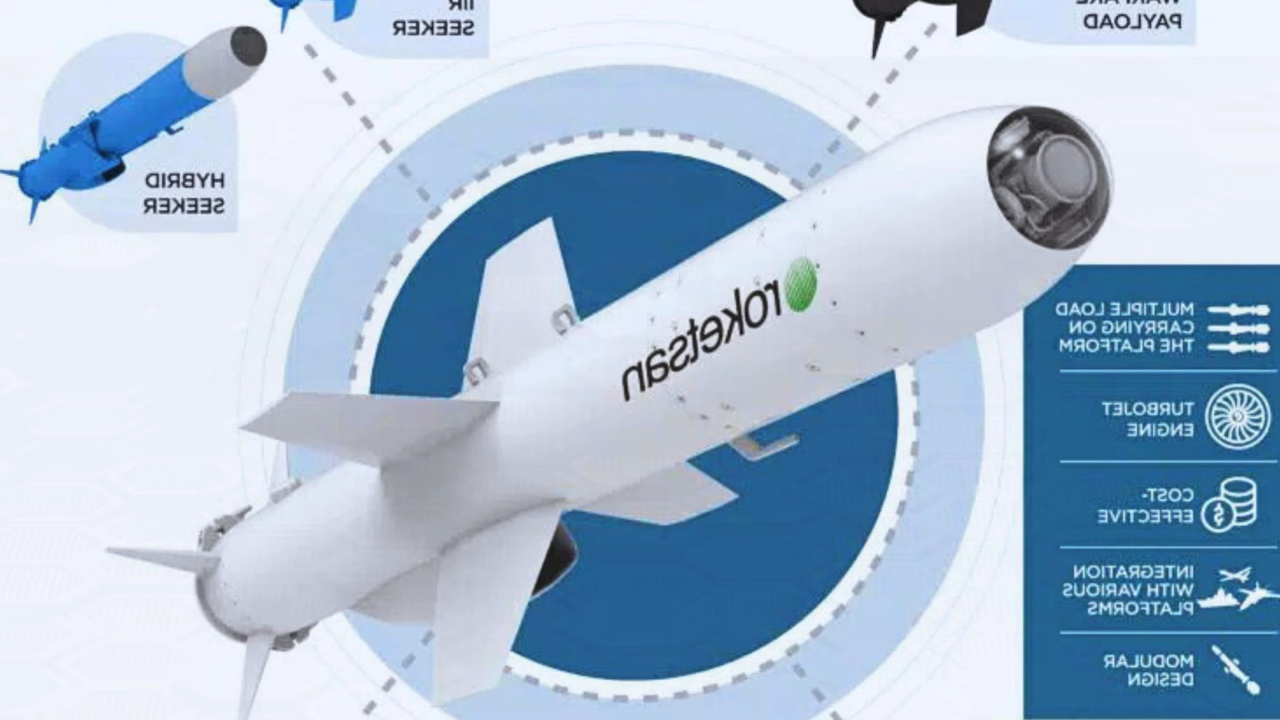 IIR
SEEKER
WARFARE
PAYLOAD
HYBRID
SEEKER
roketsan
MULTIPLE LOAD
CARRYING ON
THE PLATFORM
TURBOJET
ENGINE
COST-
EFFECTIVE
INTEGRATION
WITH VARIOUS
PLATFORMS
MODULAR
DESIGN